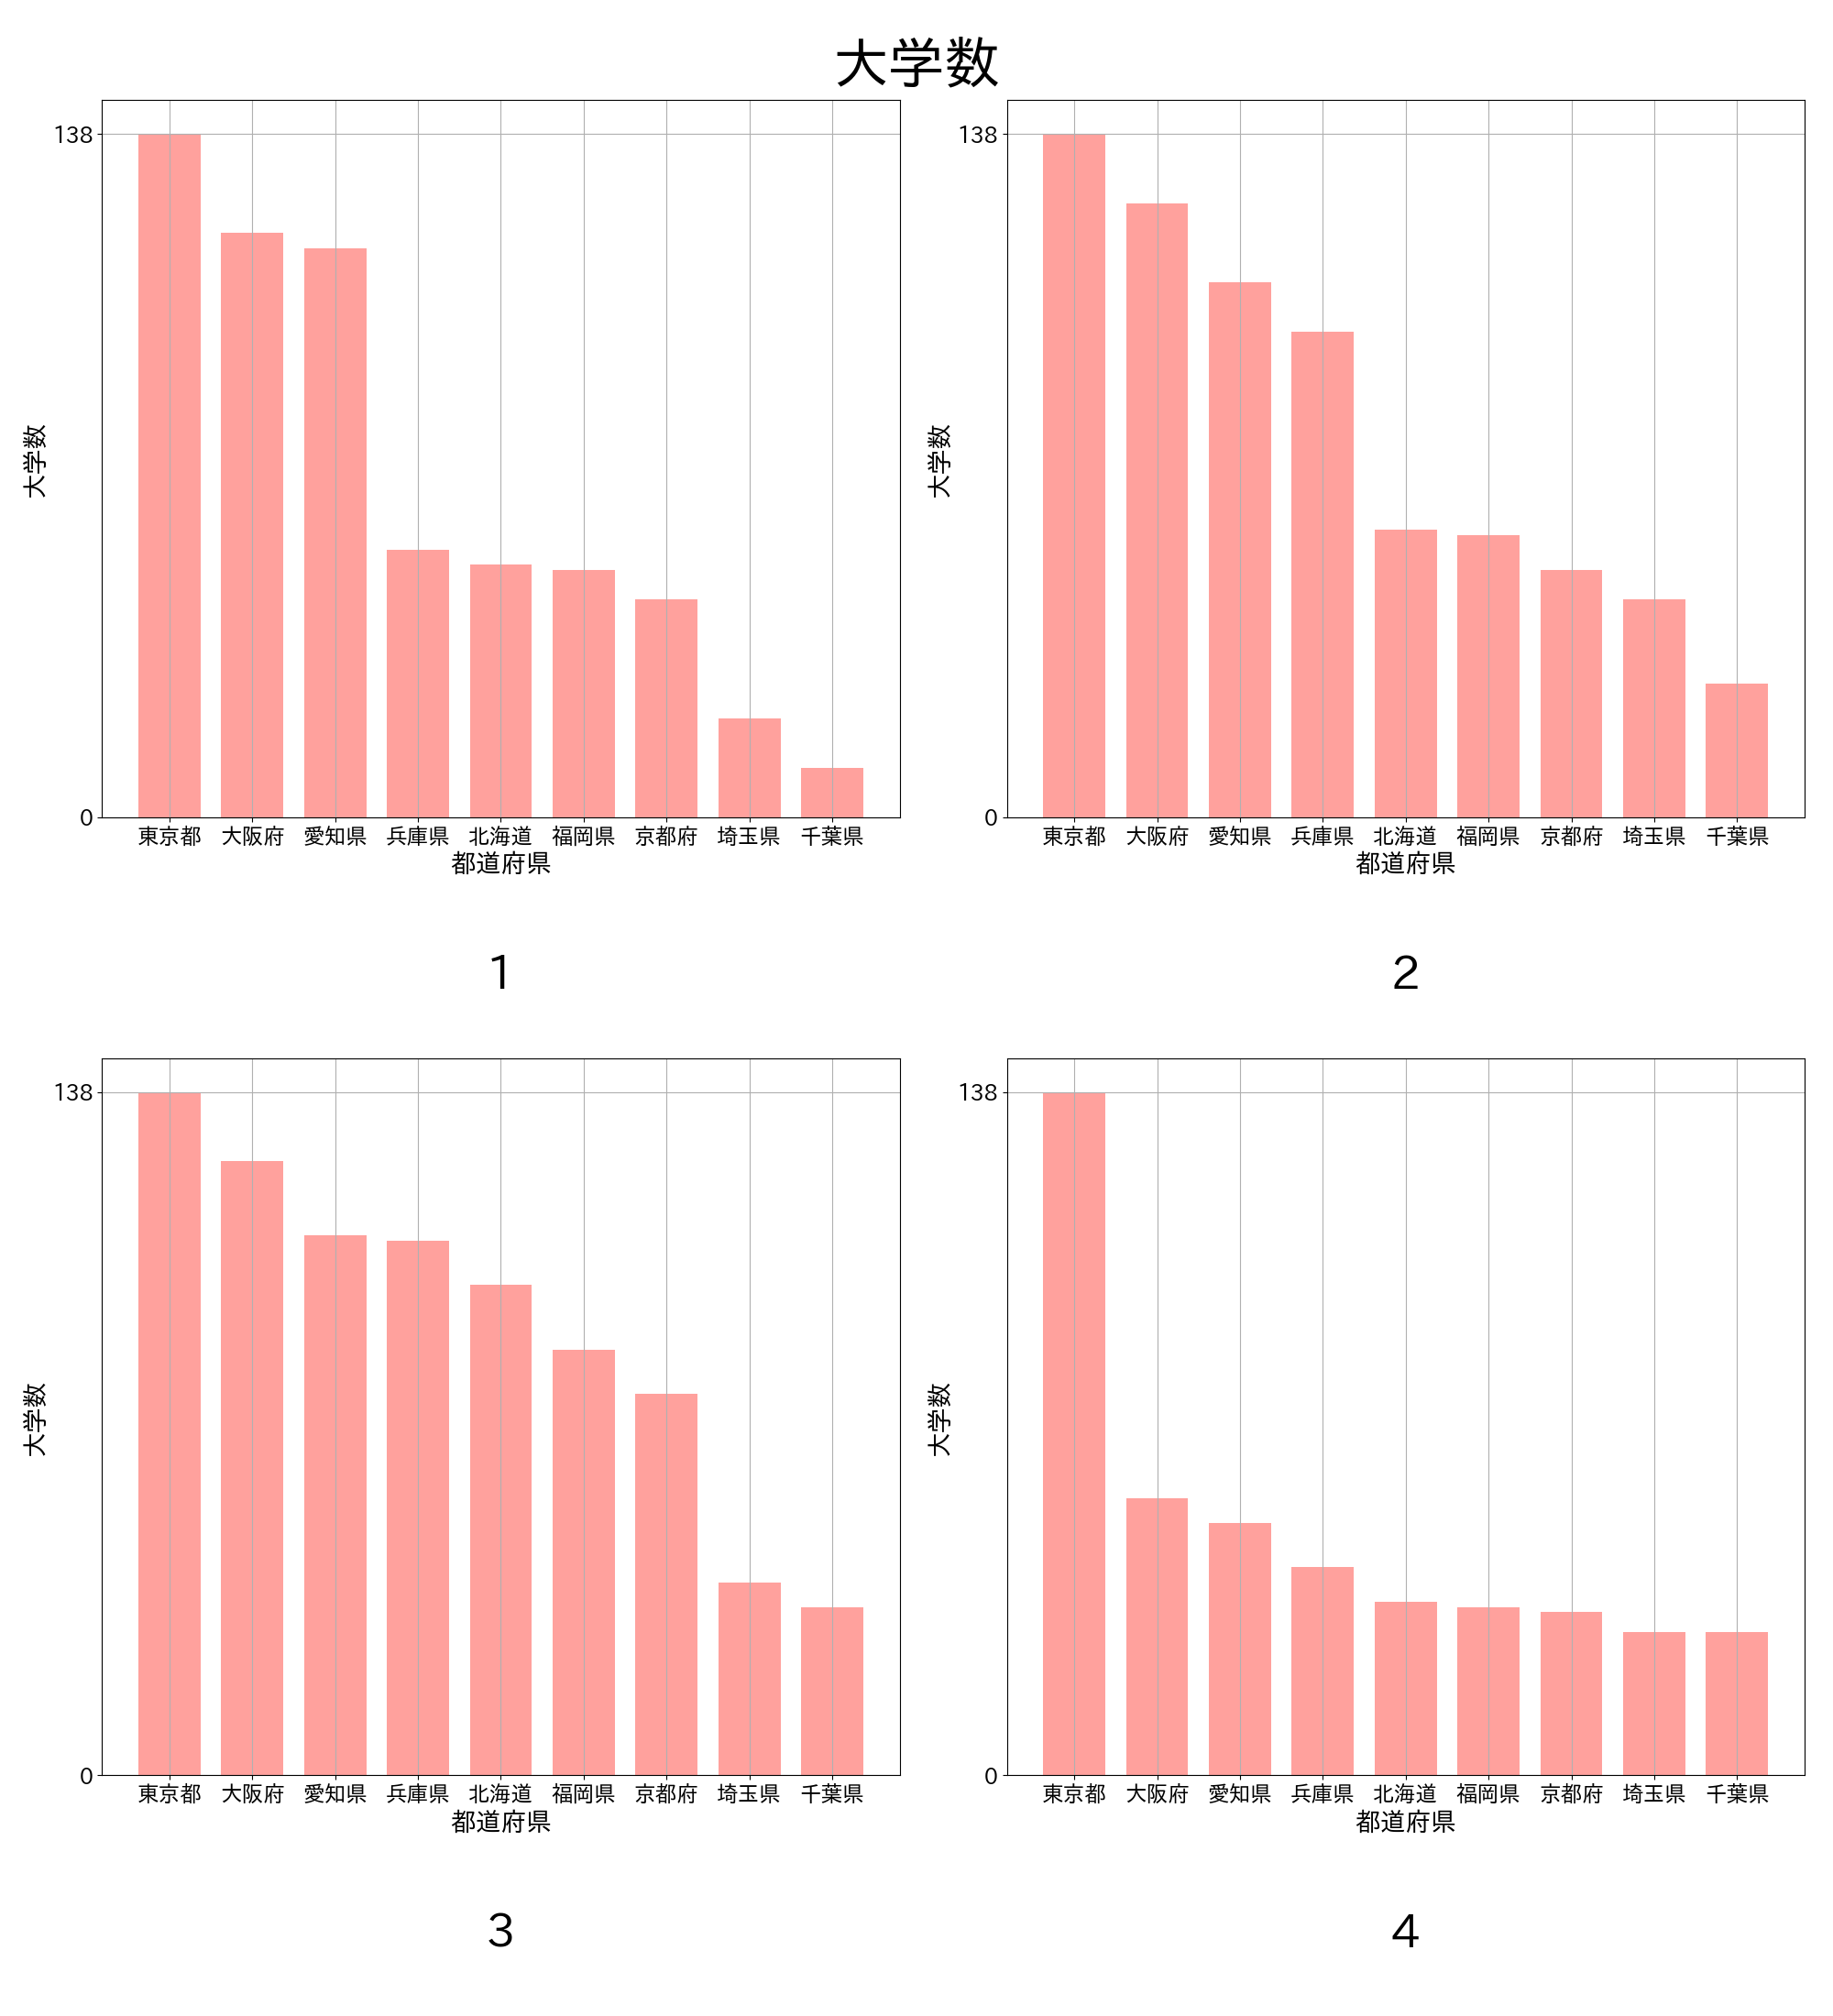 大学数
138
0
大学数
東京都 大阪府 愛知県 兵庫県 北海道 福岡県 京都府 埼玉県 千葉県
都道府県
1
138
0
大学数
東京都 大阪府 愛知県 兵庫県 北海道 福岡県 京都府 埼玉県 千葉県
都道府県
2
138
0
大学数
東京都 大阪府 愛知県 兵庫県 北海道 福岡県 京都府 埼玉県 千葉県
都道府県
3
138
0
大学数
東京都 大阪府 愛知県 兵庫県 北海道 福岡県 京都府 埼玉県 千葉県
都道府県
4